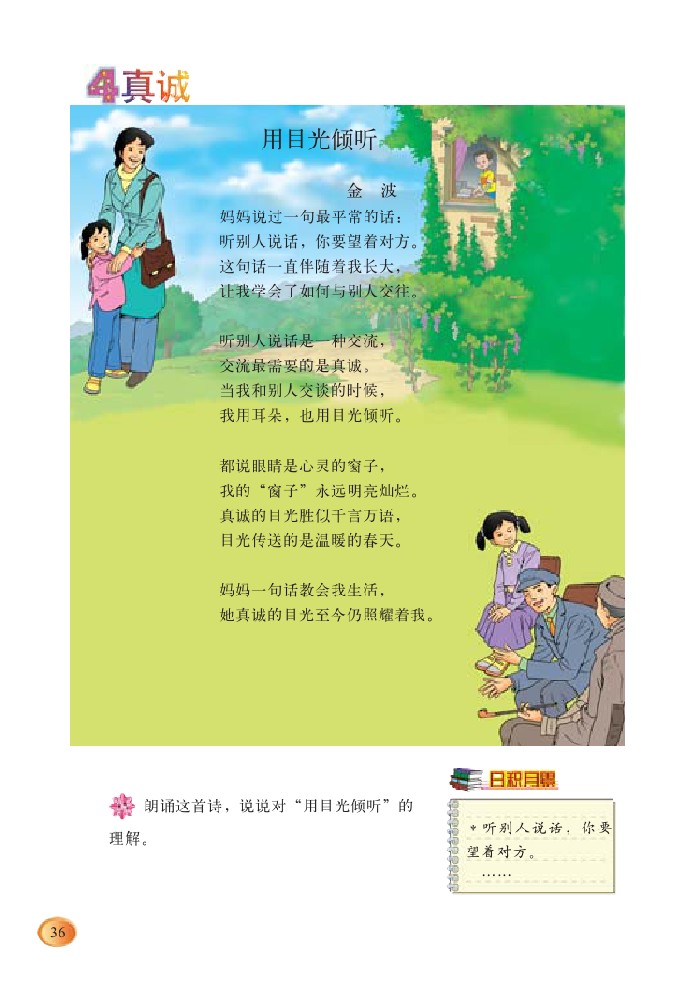 4真诚
用目光倾听
金 波
妈妈说过一句最平常的话：
听别人说话，你要望着对方。
这句话一直伴随着我长大，
让我学会了如何与别人交往。
听别人说话是一种交流，
交流最需要的是真诚。
当我和别人交谈的时候，
我用耳朵，也用目光倾听。
都说眼睛是心灵的窗子，
我的“窗子”永远明亮灿烂。
真诚的目光胜似千言万语，
目光传送的是温暖的春天。
妈妈一句话教会我生活，
她真诚的目光至今仍照耀着我。
朗诵这首诗，说说对“用目光倾听”的
理解。
日积月累
*听别人说话，你要
望着对方。
……
36